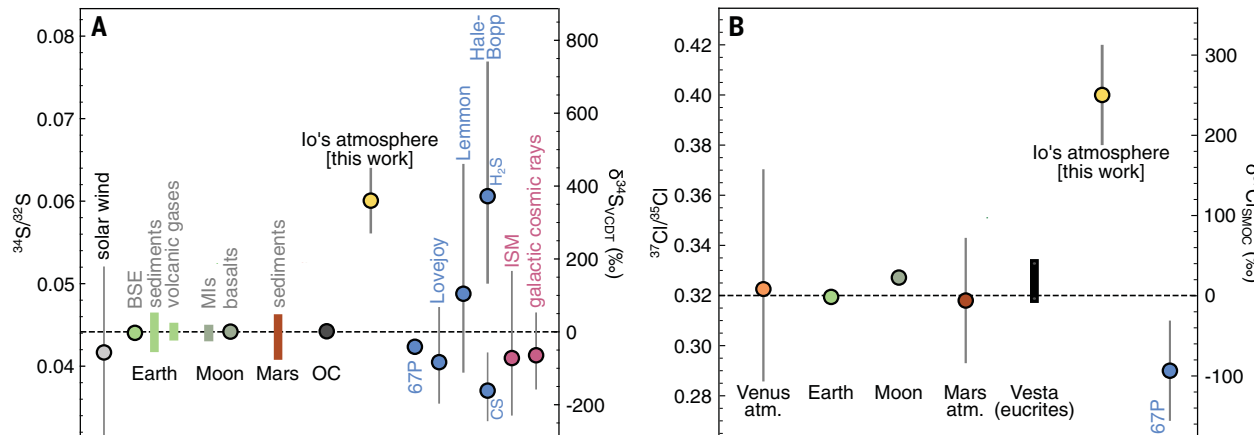 A
0.08
0.07
0.06
0.05
0.04
³⁴S/³²S
800
600
400
200
0
-200
δ³⁴S_VCDT (‰)
solar wind
BSE
sediments
volcanic gases
Earth
MIs
basalts
Moon
sediments
Mars
OC
Io's atmosphere
[this work]
67P
Lovejoy
Lemmon
Hale-
Bopp
H₂S
CS
ISM
galactic cosmic rays
B
0.42
0.40
0.38
0.36
0.34
0.32
0.30
0.28
³⁷Cl/³⁵Cl
300
200
100
0
-100
Cl_SMOC (‰)
Io's atmosphere
[this work]
Venus
atm.
Earth
Moon
Mars
atm.
Vesta
(eucrites)
67P